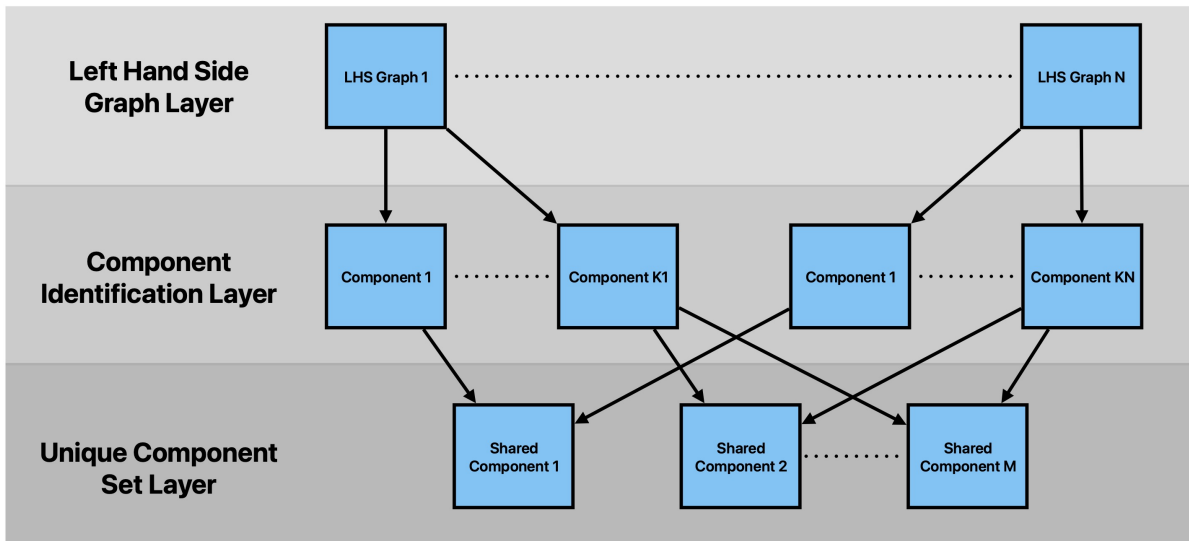 Left Hand Side
Graph Layer
LHS Graph 1
LHS Graph N
Component
Identification Layer
Component 1
Component K1
Component 1
Component KN
Unique Component
Set Layer
Shared
Component 1
Shared
Component 2
Shared
Component M